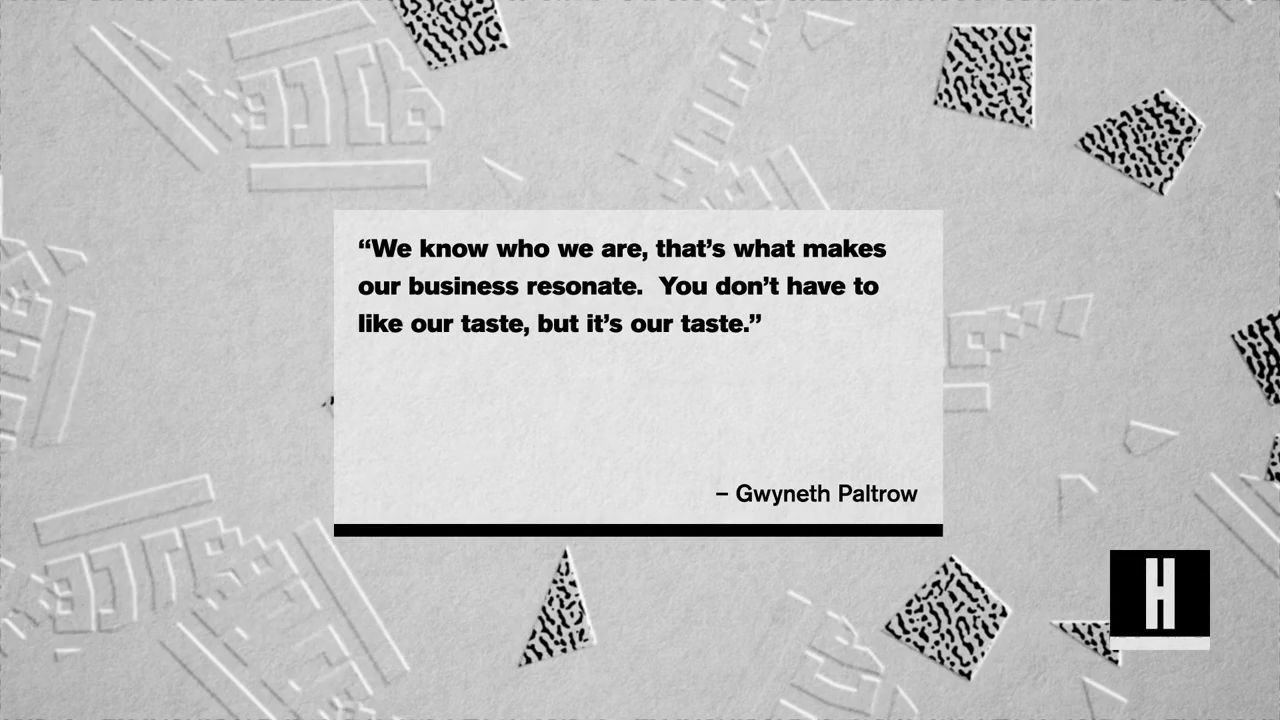 “We know who we are, that’s what makes
our business resonate.  You don’t have to
like our taste, but it’s our taste.”
– Gwyneth Paltrow
H